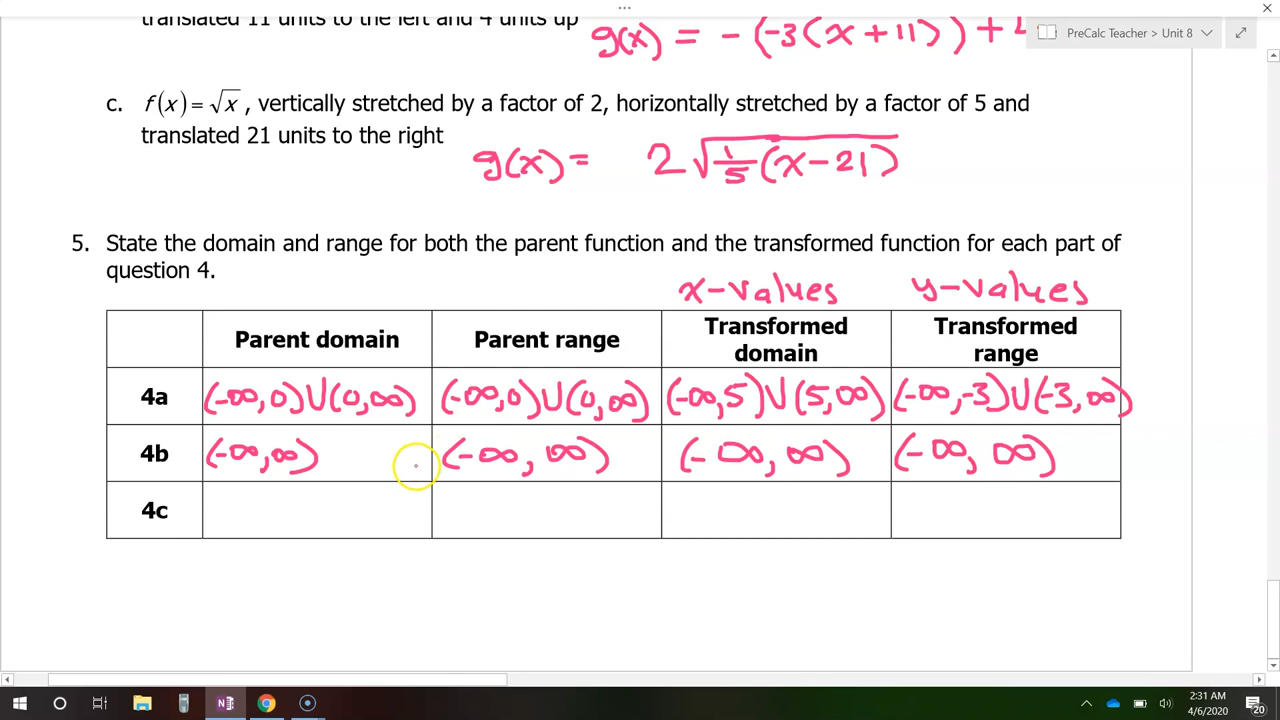 translated 11 units to the left and 4 units up
g(x) = - (-3(x+11)) +
PreCalc Teacher > Unit 8
c. f(x) = √x , vertically stretched by a factor of 2, horizontally stretched by a factor of 5 and
translated 21 units to the right
g(x) = 2√(1/5(x-21))
5. State the domain and range for both the parent function and the transformed function for each part of
question 4.
x-values y-values
Parent domain Parent range Transformed domain Transformed range
4a (-∞,0)∪(0,∞) (-∞,0)∪(0,∞) (-∞,5)∪(5,∞) (-∞,-3)∪(-3,∞)
4b (-∞,∞) (-∞,∞) (-∞,∞) (-∞,∞)
4c
2:31 AM
4/6/2020
20